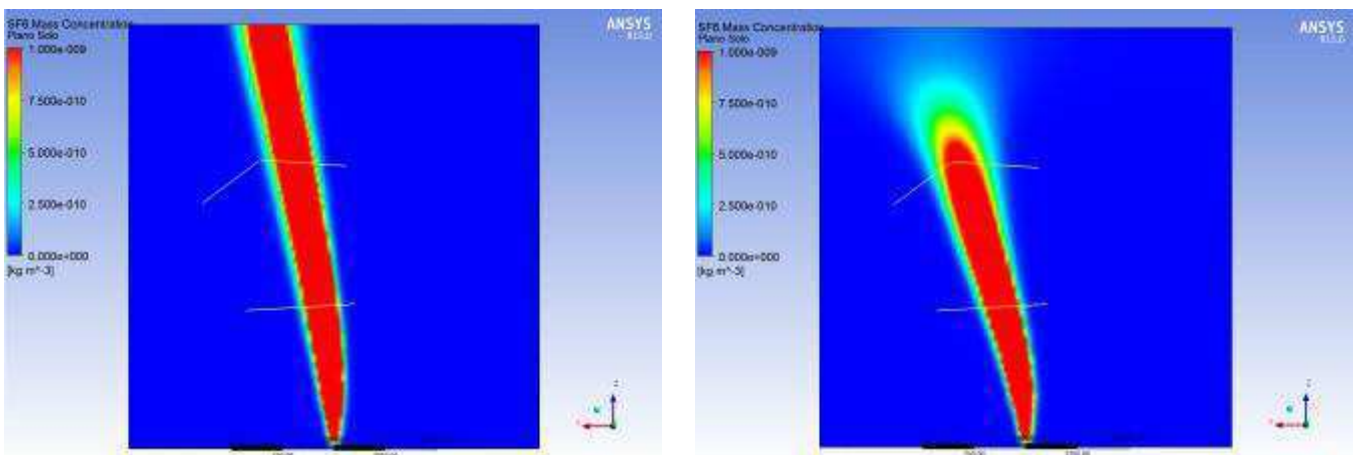 SF6 Mass Concentration
Plano Solo
1.000e-009
7.500e-010
5.000e-010
2.500e-010
0.000e+000
[kg m^-3]
ANSYS
z
SF6 Mass Concentration
Plano Solo
1.000e-009
7.500e-010
5.000e-010
2.500e-010
0.000e+000
[kg m^-3]
ANSYS
z